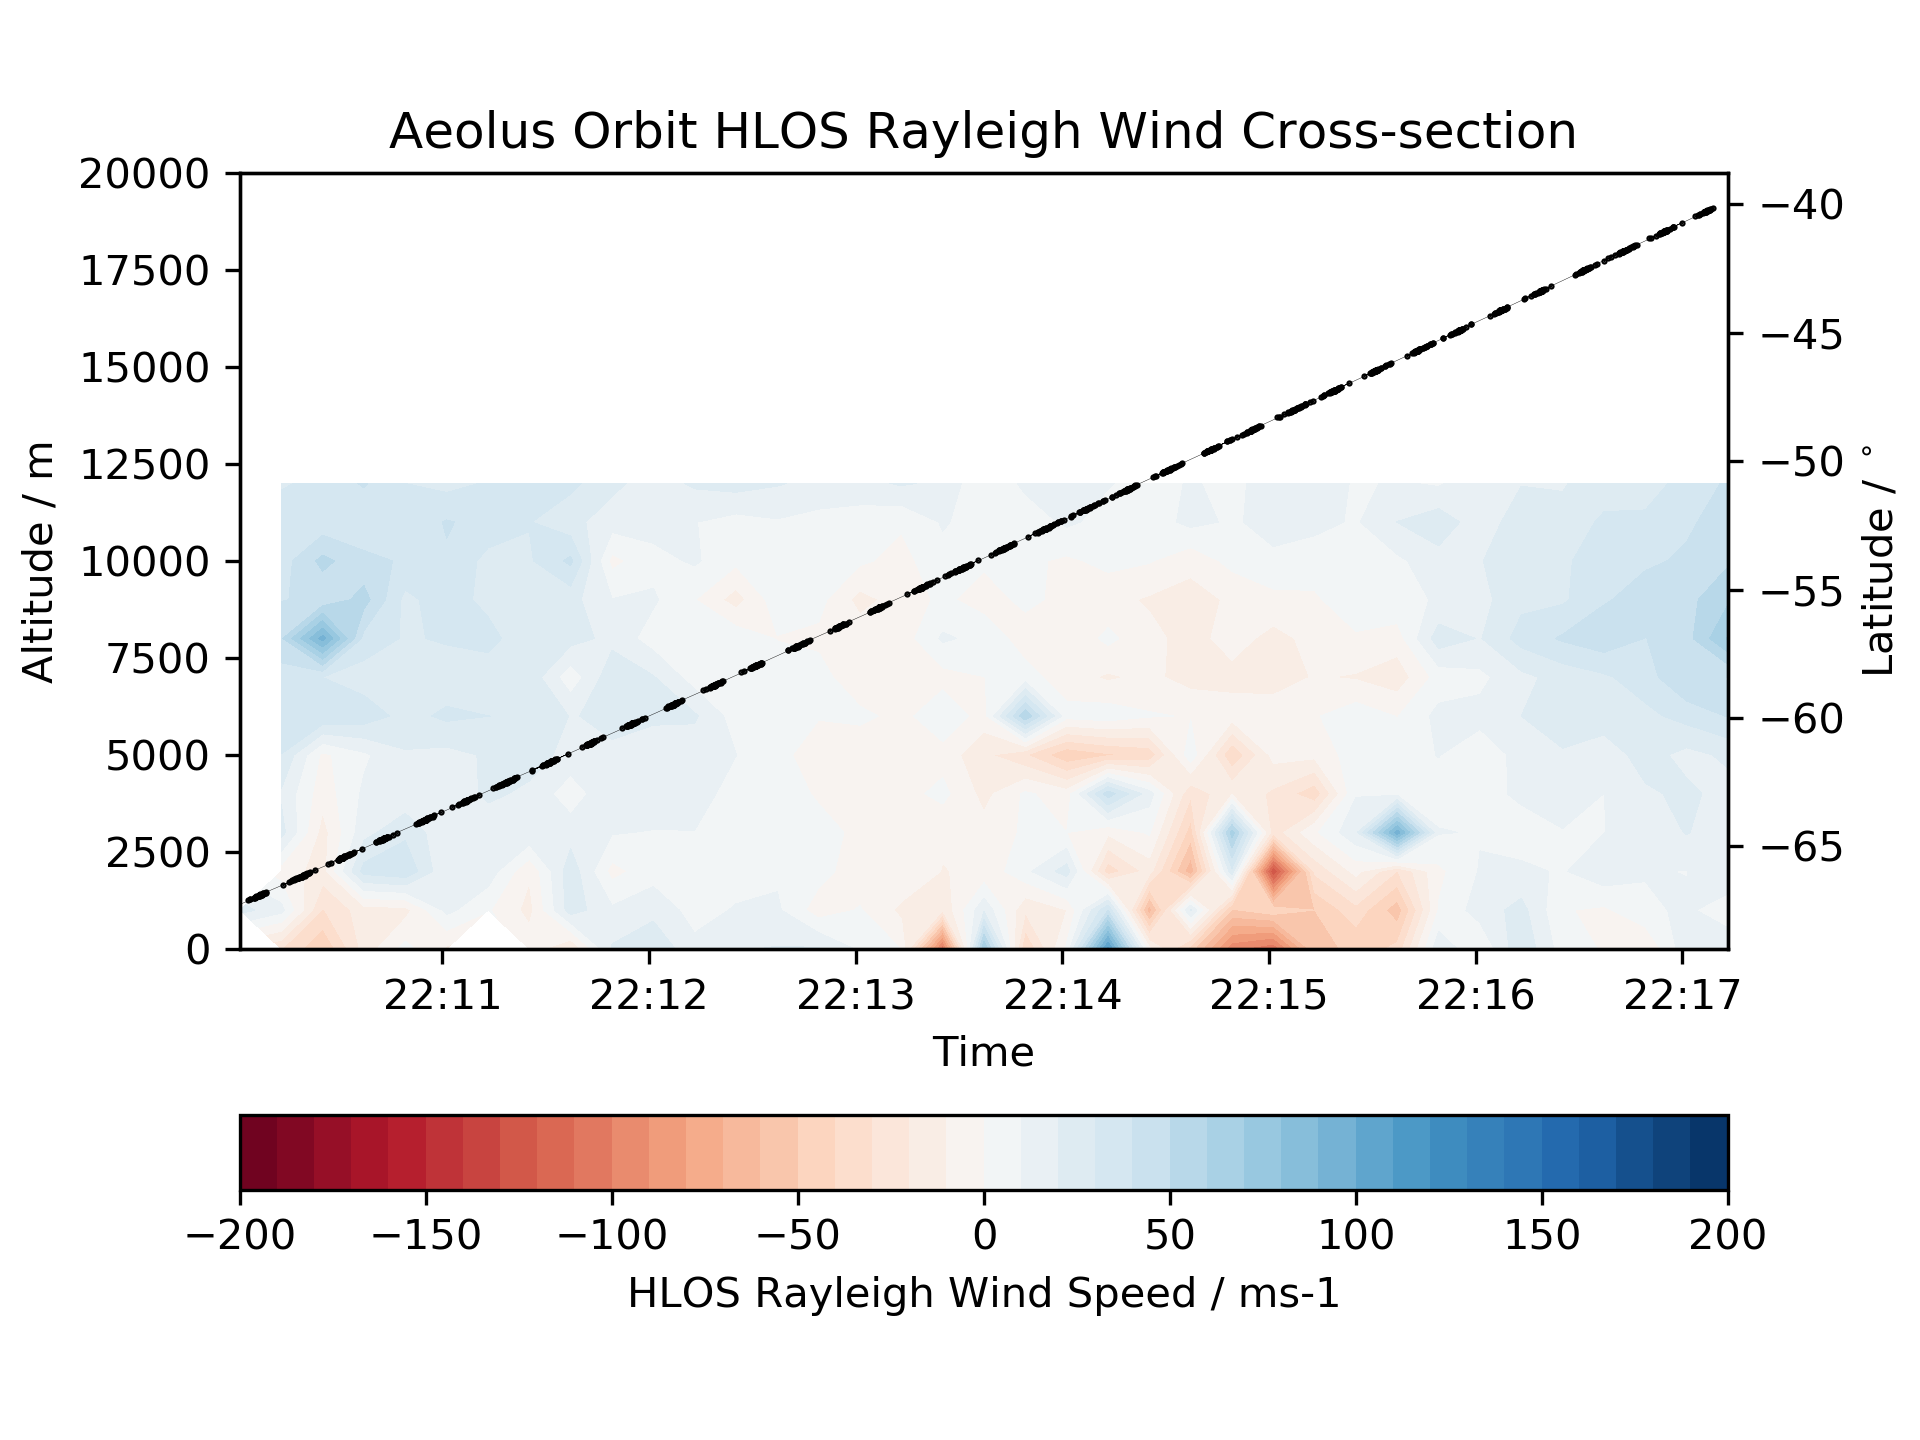 Aeolus Orbit HLOS Rayleigh Wind Cross-section
20000
17500
15000
12500
10000
7500
5000
2500
0
Altitude / m
−40
−45
−50
−55
−60
−65
Latitude / °
22:11 22:12 22:13 22:14 22:15 22:16 22:17
Time
−200 −150 −100 −50 0 50 100 150 200
HLOS Rayleigh Wind Speed / ms-1